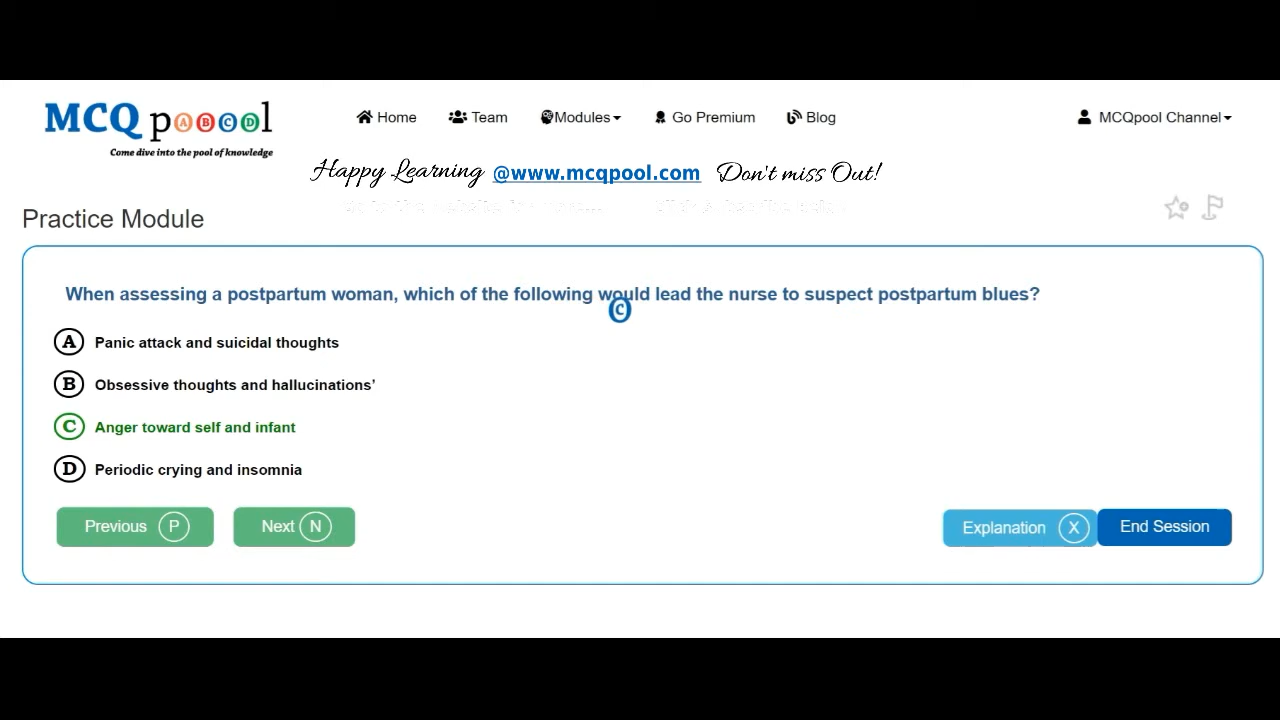 MCQ pABCDl
Come dive into the pool of knowledge
Home Team Modules Go Premium Blog MCQpool Channel
Happy Learning @www.mcqpool.com Don't miss Out!
Practice Module
When assessing a postpartum woman, which of the following would lead the nurse to suspect postpartum blues?
C
A Panic attack and suicidal thoughts
B Obsessive thoughts and hallucinations’
C Anger toward self and infant
D Periodic crying and insomnia
Previous P Next N Explanation X End Session